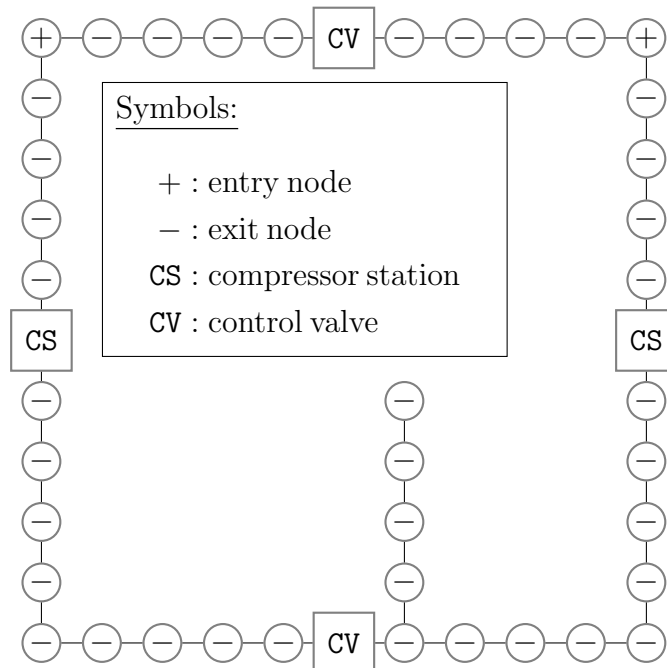 + − − − − CV − − − − +
− −
Symbols:
− −
+ : entry node
− −
− : exit node
− −
CS : compressor station
CV : control valve
CS CS
− − −
− − −
− − −
− − −
− − − − − CV − − − − −